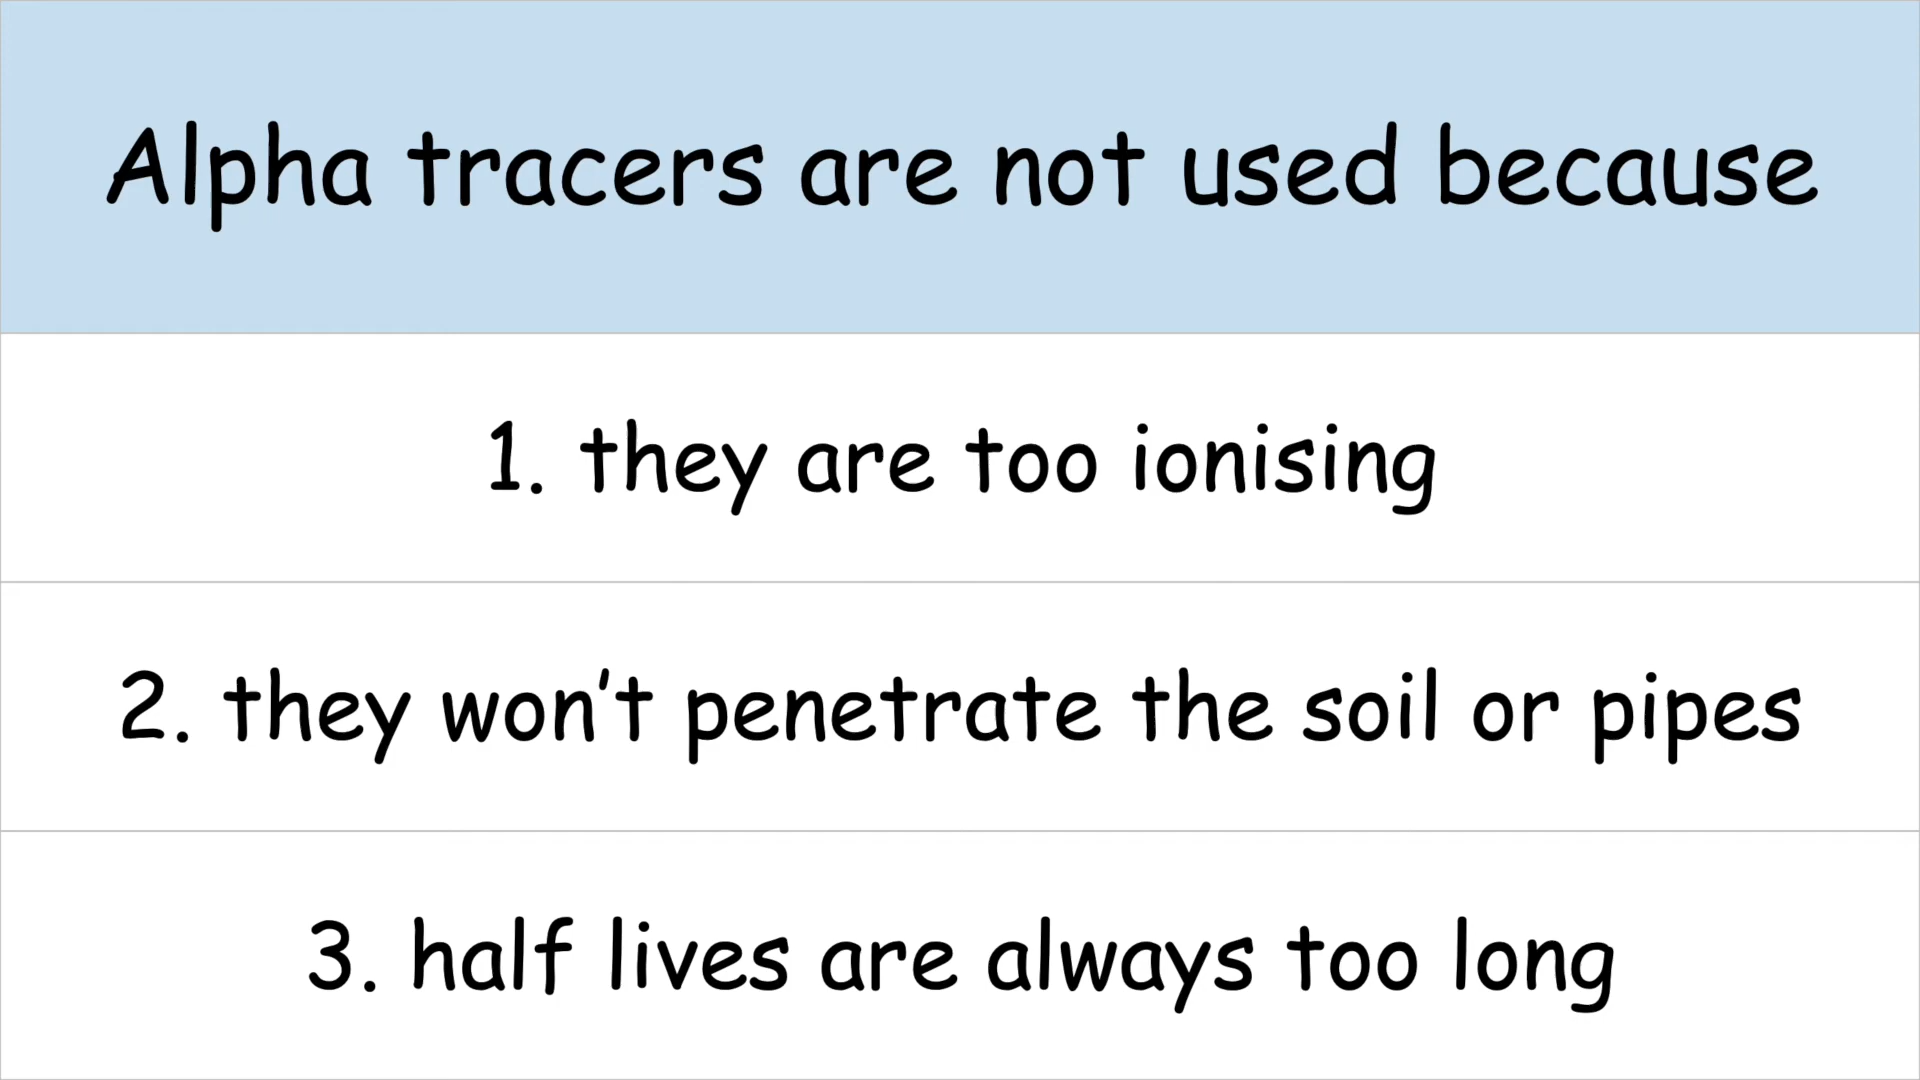 Alpha tracers are not used because
1. they are too ionising
2. they won’t penetrate the soil or pipes
3. half lives are always too long